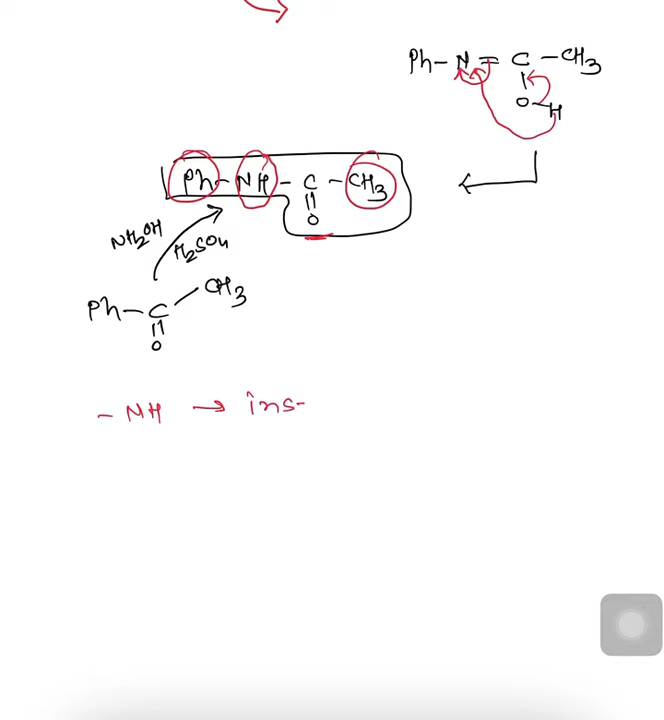 Ph-N=C-CH3
O-H
Ph-NH-C-CH3
O
NH2OH
H2SO4
CH3
Ph-C
O
- NH → ins-